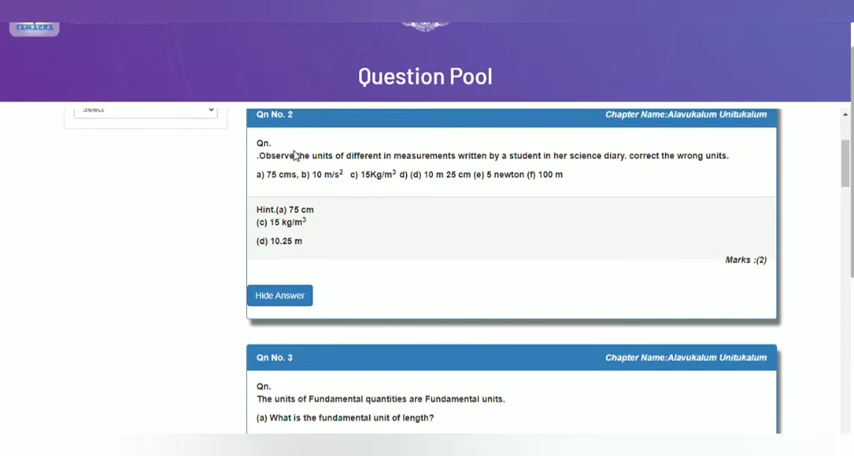 SAMAGRA
Question Pool
Select
Qn No. 2
Chapter Name:Alavukalum Unitukalum
Qn.
.Observe the units of different in measurements written by a student in her science diary. correct the wrong units.
a) 75 cms, b) 10 m/s² c) 15Kg/m³ d) (d) 10 m 25 cm (e) 5 newton (f) 100 m
Hint.(a) 75 cm
(c) 15 kg/m³
(d) 10.25 m
Marks :(2)
Hide Answer
Qn No. 3
Chapter Name:Alavukalum Unitukalum
Qn.
The units of Fundamental quantities are Fundamental units.
(a) What is the fundamental unit of length?